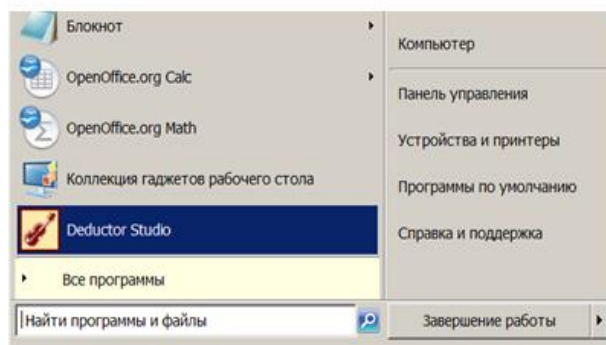 Блокнот
OpenOffice.org Calc
OpenOffice.org Math
Коллекция гаджетов рабочего стола
Deductor Studio
Все программы
Найти программы и файлы
Компьютер
Панель управления
Устройства и принтеры
Программы по умолчанию
Справка и поддержка
Завершение работы